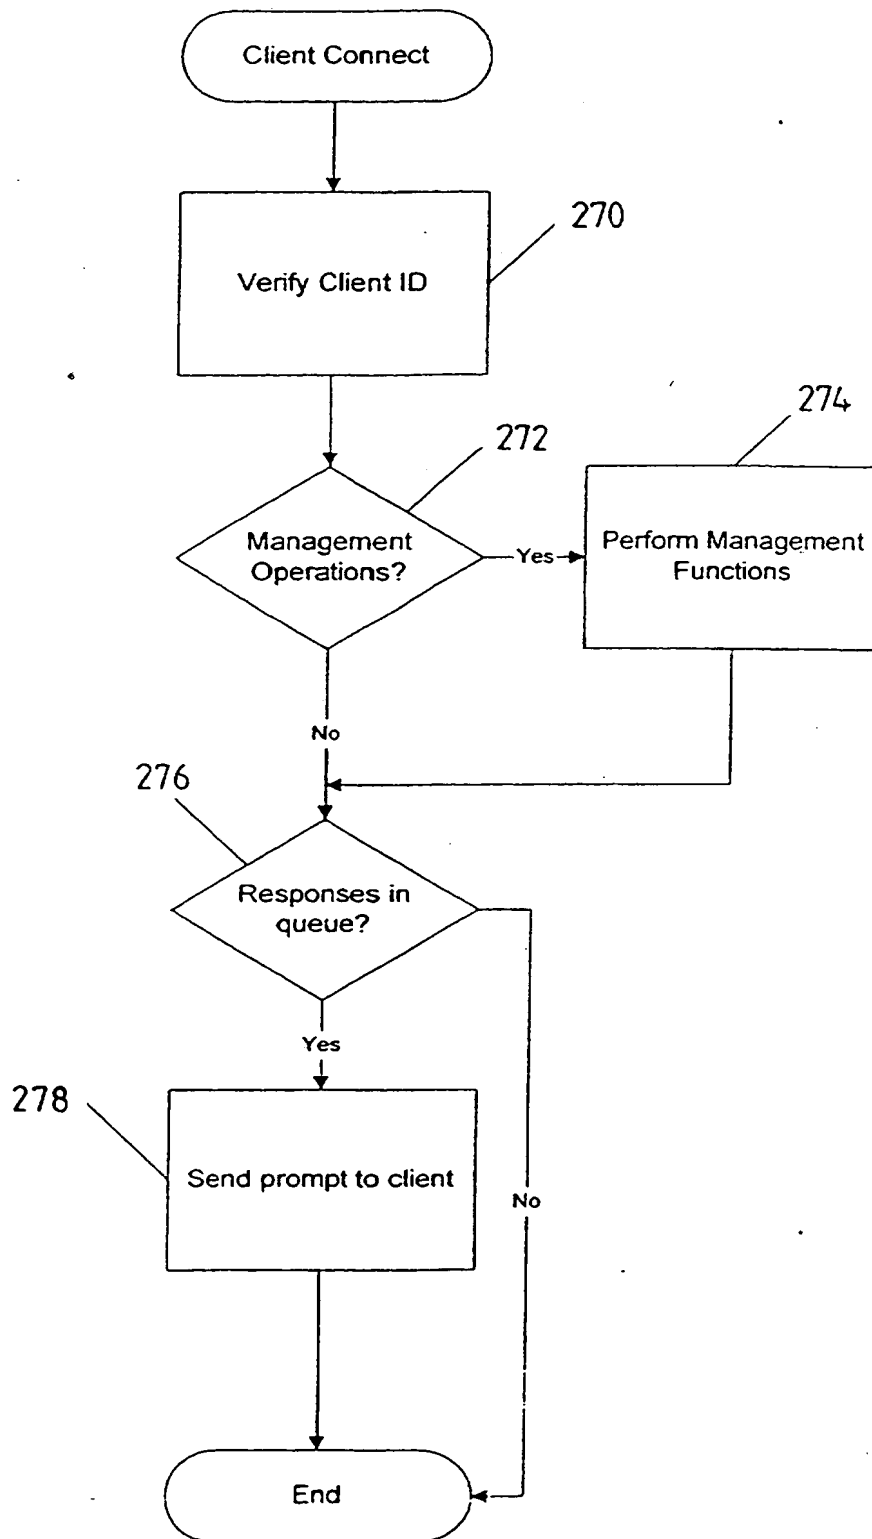 Client Connect
270
Verify Client ID
274
272
Management
Operations?
Yes
Perform Management
Functions
No
276
Responses in
queue?
Yes
278
Send prompt to client
No
End